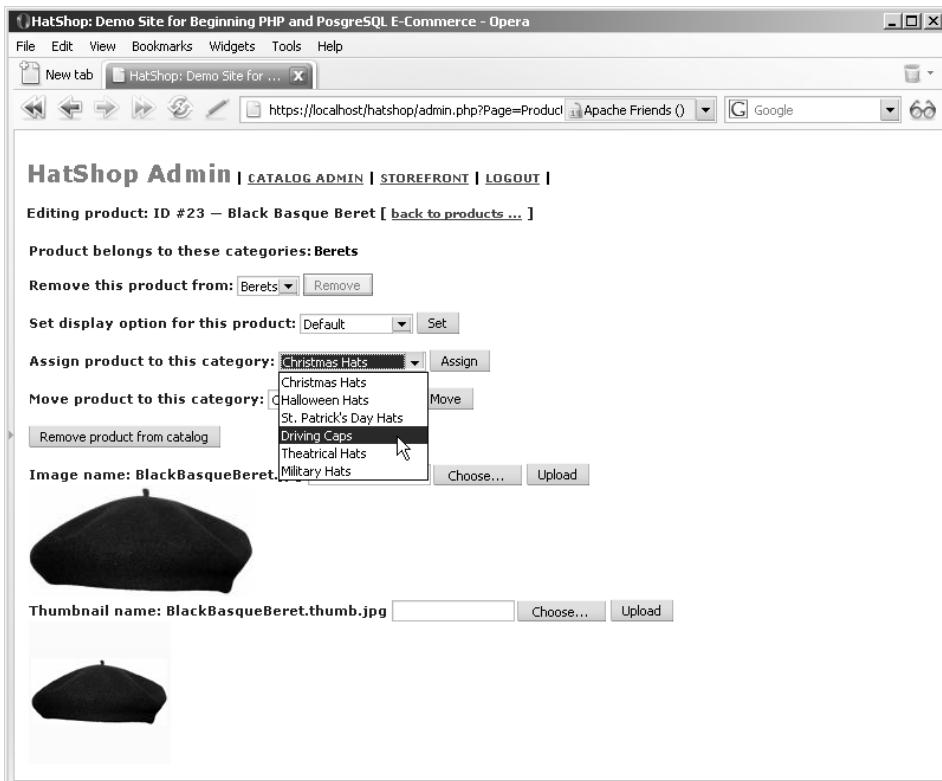 HatShop: Demo Site for Beginning PHP and PosgreSQL E-Commerce - Opera
File Edit View Bookmarks Widgets Tools Help
New tab HatShop: Demo Site for ...
https://localhost/hatshop/admin.php?Page=Product Apache Friends () G Google
HatShop Admin | CATALOG ADMIN | STOREFRONT | LOGOUT |
Editing product: ID #23 — Black Basque Beret [ back to products ... ]
Product belongs to these categories: Berets
Remove this product from: Berets Remove
Set display option for this product: Default Set
Assign product to this category: Christmas Hats Assign
Christmas Hats
Move product to this category: Halloween Hats Move
St. Patrick's Day Hats
Remove product from catalog Driving Caps
Theatrical Hats
Military Hats
Image name: BlackBasqueBeret. Choose... Upload
Thumbnail name: BlackBasqueBeret.thumb.jpg Choose... Upload